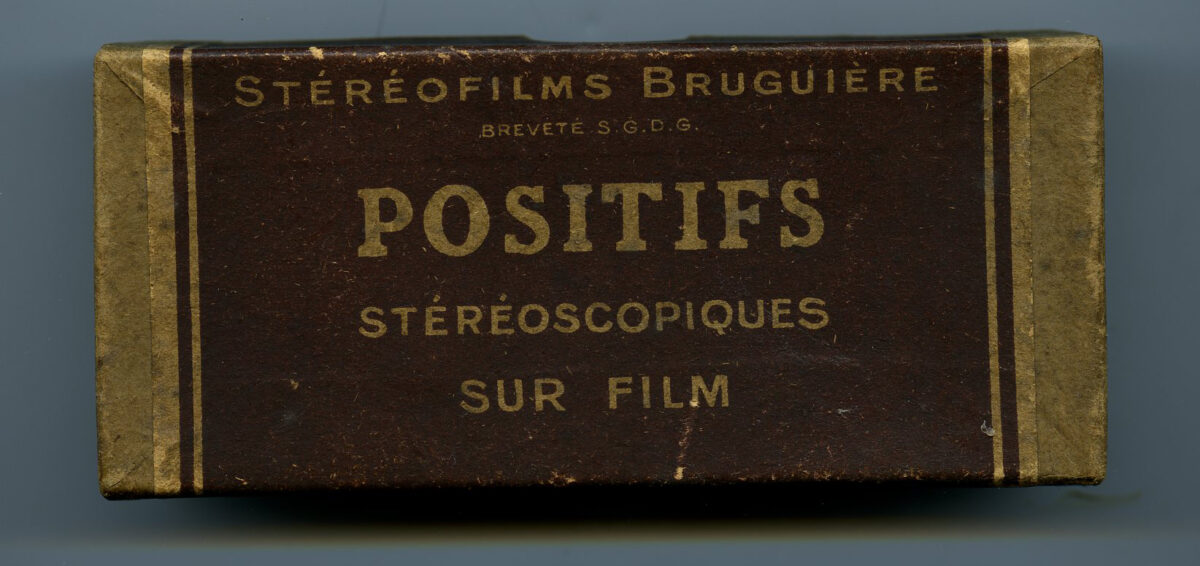 STÉRÉOFILMS BRUGUIÈRE
BREVETÉ S.G.D.G.
POSITIFS
STÉRÉOSCOPIQUES
SUR FILM